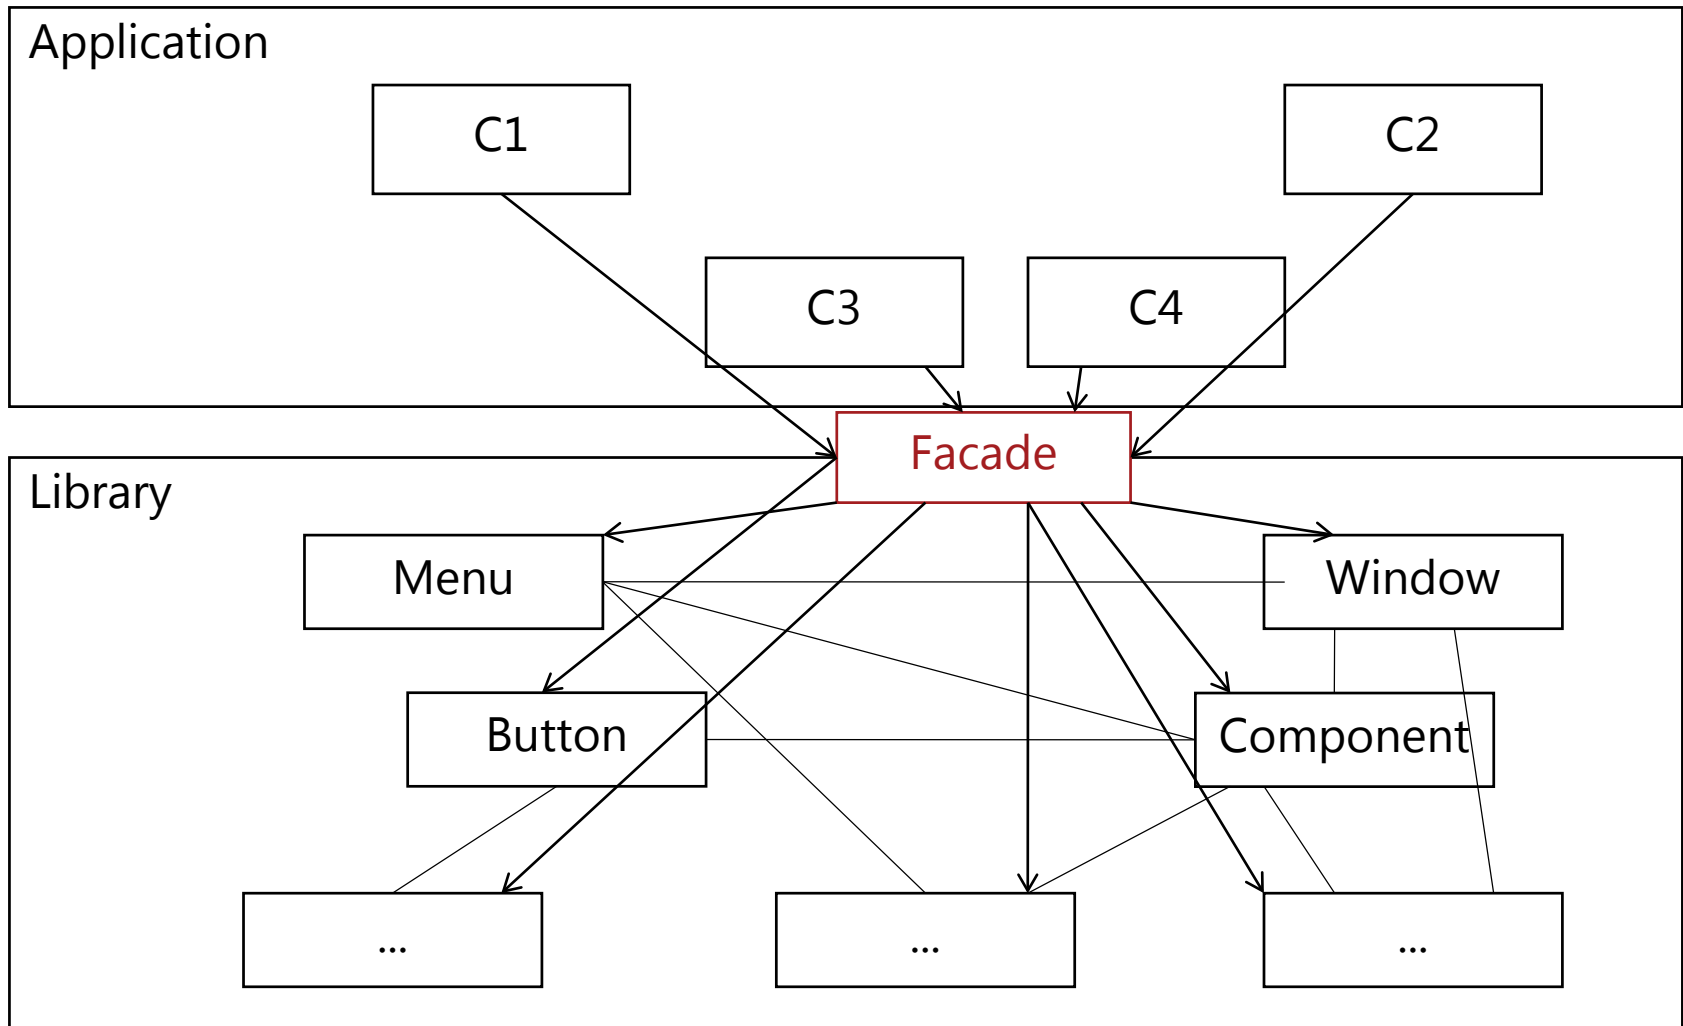 Application
C1
C2
C3
C4
Facade
Library
Menu
Window
Button
Component
...
...
...